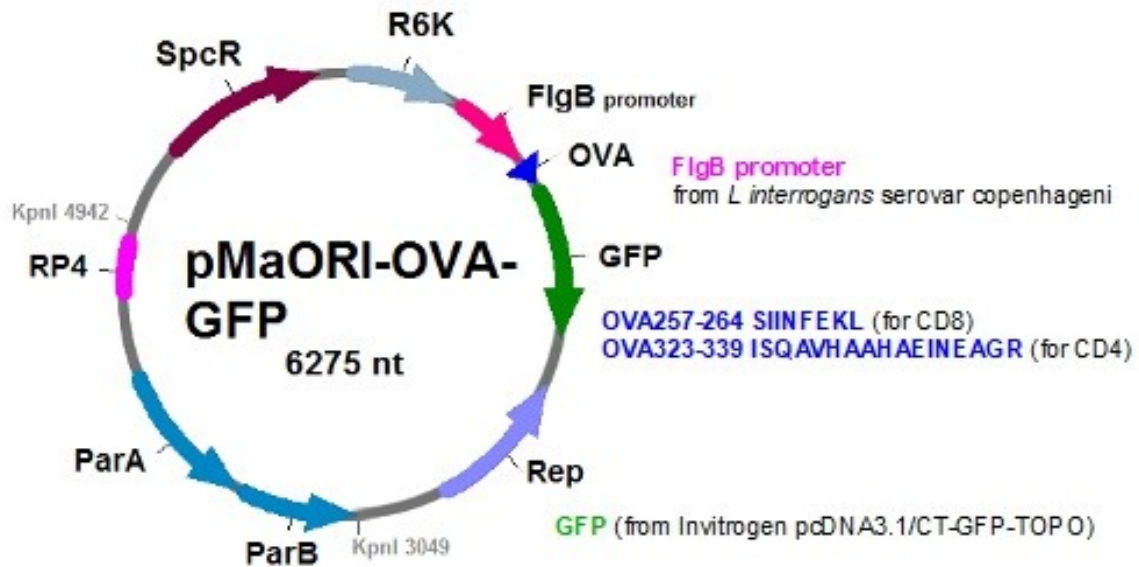 R6K
SpcR
FlgB promoter
OVA
FlgB promoter
from L interrogans serovar copenhageni
KpnI 4942
RP4
pMaORI-OVA-
GFP
6275 nt
GFP
OVA257-264 SIINFEKL (for CD8)
OVA323-339 ISQAVHAAHAEINEAGR (for CD4)
ParA
Rep
GFP (from Invitrogen pcDNA3.1/CT-GFP-TOPO)
ParB
KpnI 3049